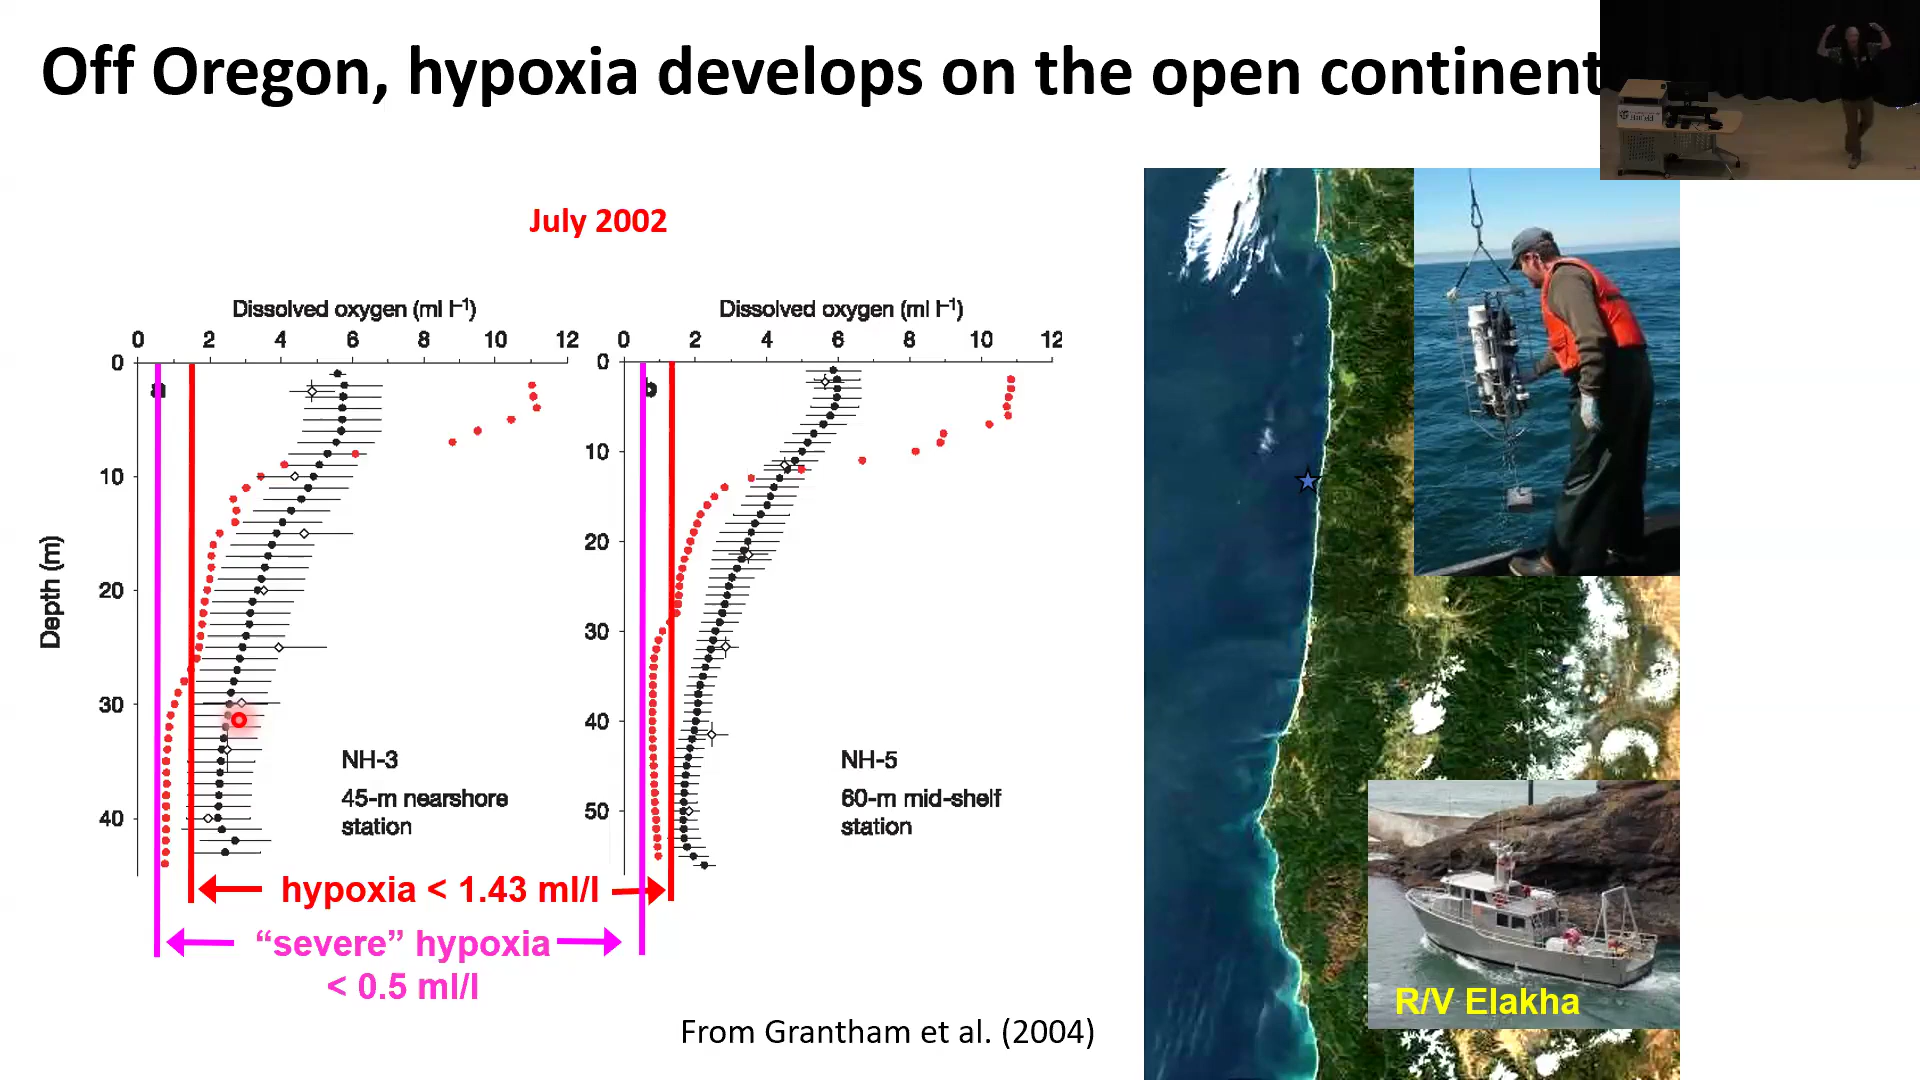 Off Oregon, hypoxia develops on the open continent
July 2002
Dissolved oxygen (ml l⁻¹)
0 2 4 6 8 10 12
0
10
20
30
40
Depth (m)
NH-3
45-m nearshore
station
Dissolved oxygen (ml l⁻¹)
0 2 4 6 8 10 12
0
10
20
30
40
50
NH-5
60-m mid-shelf
station
hypoxia < 1.43 ml/l
“severe” hypoxia
< 0.5 ml/l
From Grantham et al. (2004)
R/V Elakha